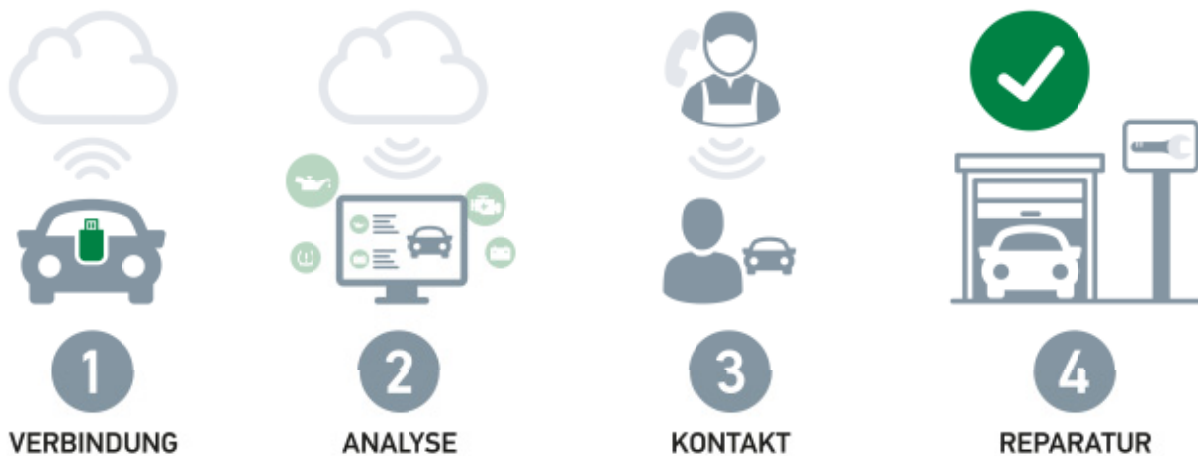 1
2
3
4
VERBINDUNG
ANALYSE
KONTAKT
REPARATUR